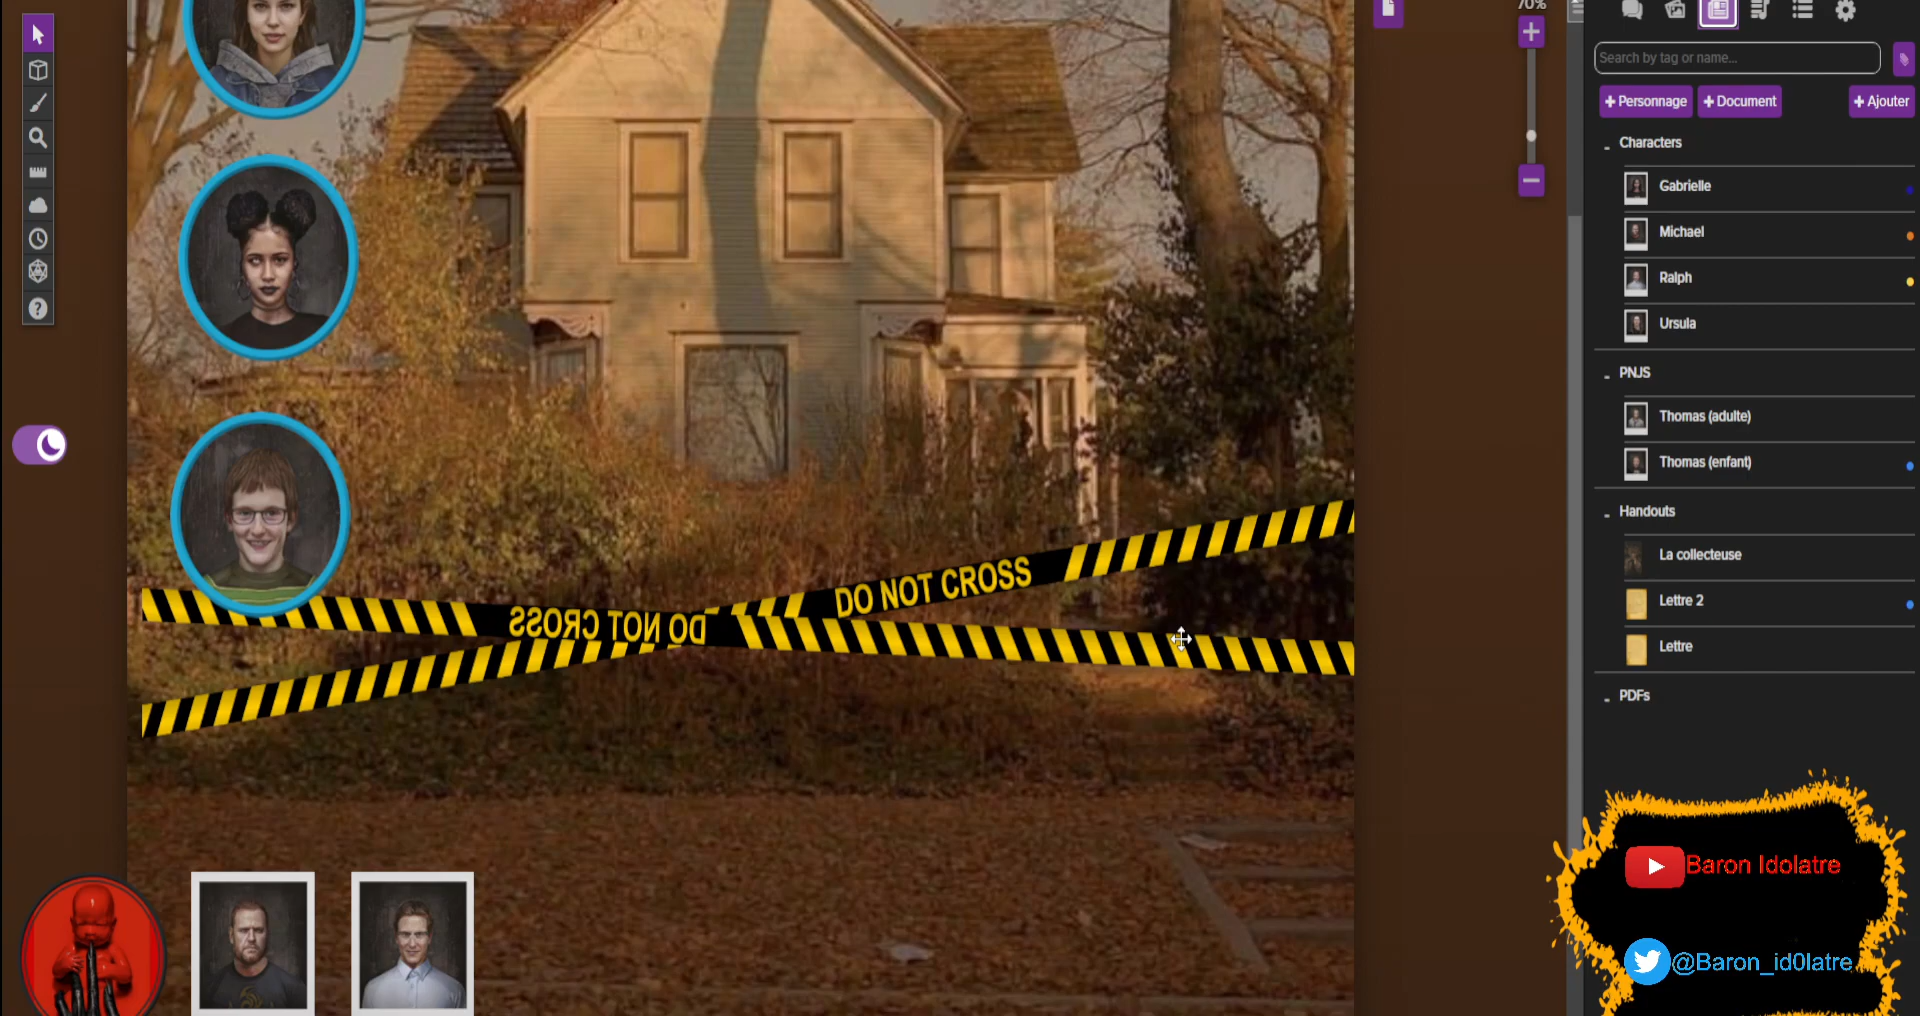 70%
Search by tag or name...
+ Personnage
+ Document
+ Ajouter
Characters
Gabrielle
Michael
Ralph
Ursula
PNJS
Thomas (adulte)
Thomas (enfant)
Handouts
La collecteuse
Lettre 2
Lettre
PDFs
DO NOT CROSS
DO NOT CROSS
Baron Idolatre
@Baron_id0latre